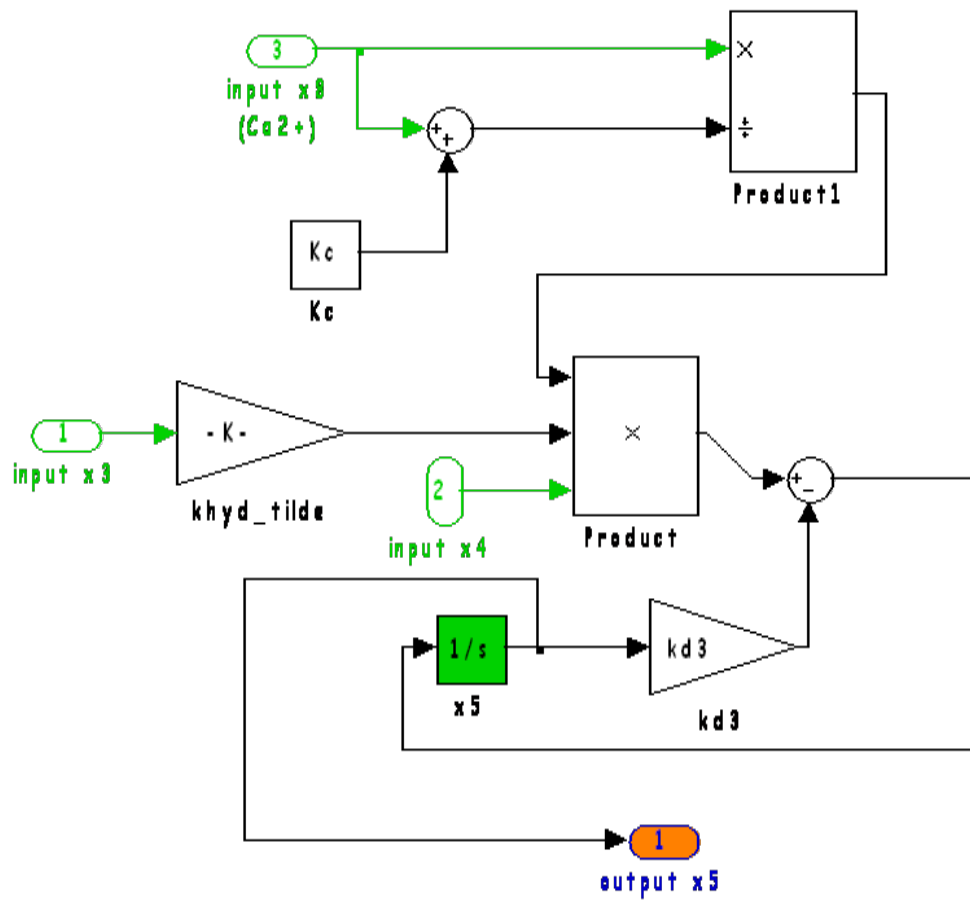 3
input x9
(Ca2+)
×
÷
+
+
Product1
Kc
Kc
1
input x3
-K-
khyd_tilde
2
input x4
×
Product
+
-
1/s
x5
kd3
kd3
1
output x5